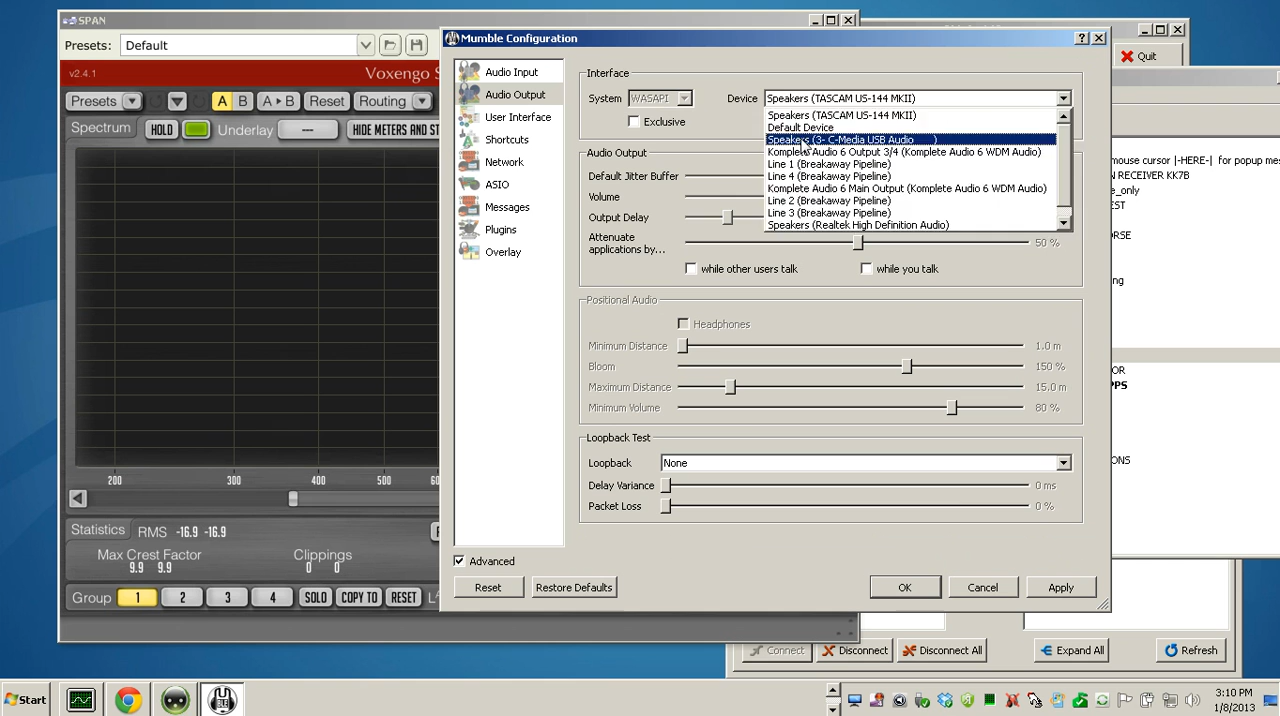 SPAN
Presets: Default
v2.4.1 Voxengo S
Presets A B A ▸ B Reset Routing
Spectrum HOLD Underlay --- HIDE METERS AND ST
200 300 400 500 60
Statistics RMS -16.9 -16.9
Max Crest Factor Clippings
9.9 9.9 0 0
Group 1 2 3 4 SOLO COPY TO RESET
Mumble Configuration
Audio Input
Audio Output
User Interface
Shortcuts
Network
ASIO
Messages
Plugins
Overlay
Interface
System WASAPI Device Speakers (TASCAM US-144 MKII)
Exclusive
Speakers (TASCAM US-144 MKII)
Default Device
Speakers (3- C-Media USB Audio )
Komplete Audio 6 Output 3/4 (Komplete Audio 6 WDM Audio)
Line 1 (Breakaway Pipeline)
Line 4 (Breakaway Pipeline)
Komplete Audio 6 Main Output (Komplete Audio 6 WDM Audio)
Line 2 (Breakaway Pipeline)
Line 3 (Breakaway Pipeline)
Speakers (Realtek High Definition Audio)
Audio Output
Default Jitter Buffer
Volume
Output Delay
Attenuate
applications by... 50 %
while other users talk while you talk
Positional Audio
Headphones
Minimum Distance 1.0 m
Bloom 150 %
Maximum Distance 15.0 m
Minimum Volume 80 %
Loopback Test
Loopback None
Delay Variance 0 ms
Packet Loss 0 %
Advanced
Reset Restore Defaults OK Cancel Apply
Quit
mouse cursor |-HERE-| for popup me
N RECEIVER KK7B
e_only
EST
ORSE
ng
OR
PPS
ONS
Connect Disconnect Disconnect All Expand All Refresh
Start BLE 3:10 PM
1/8/2013